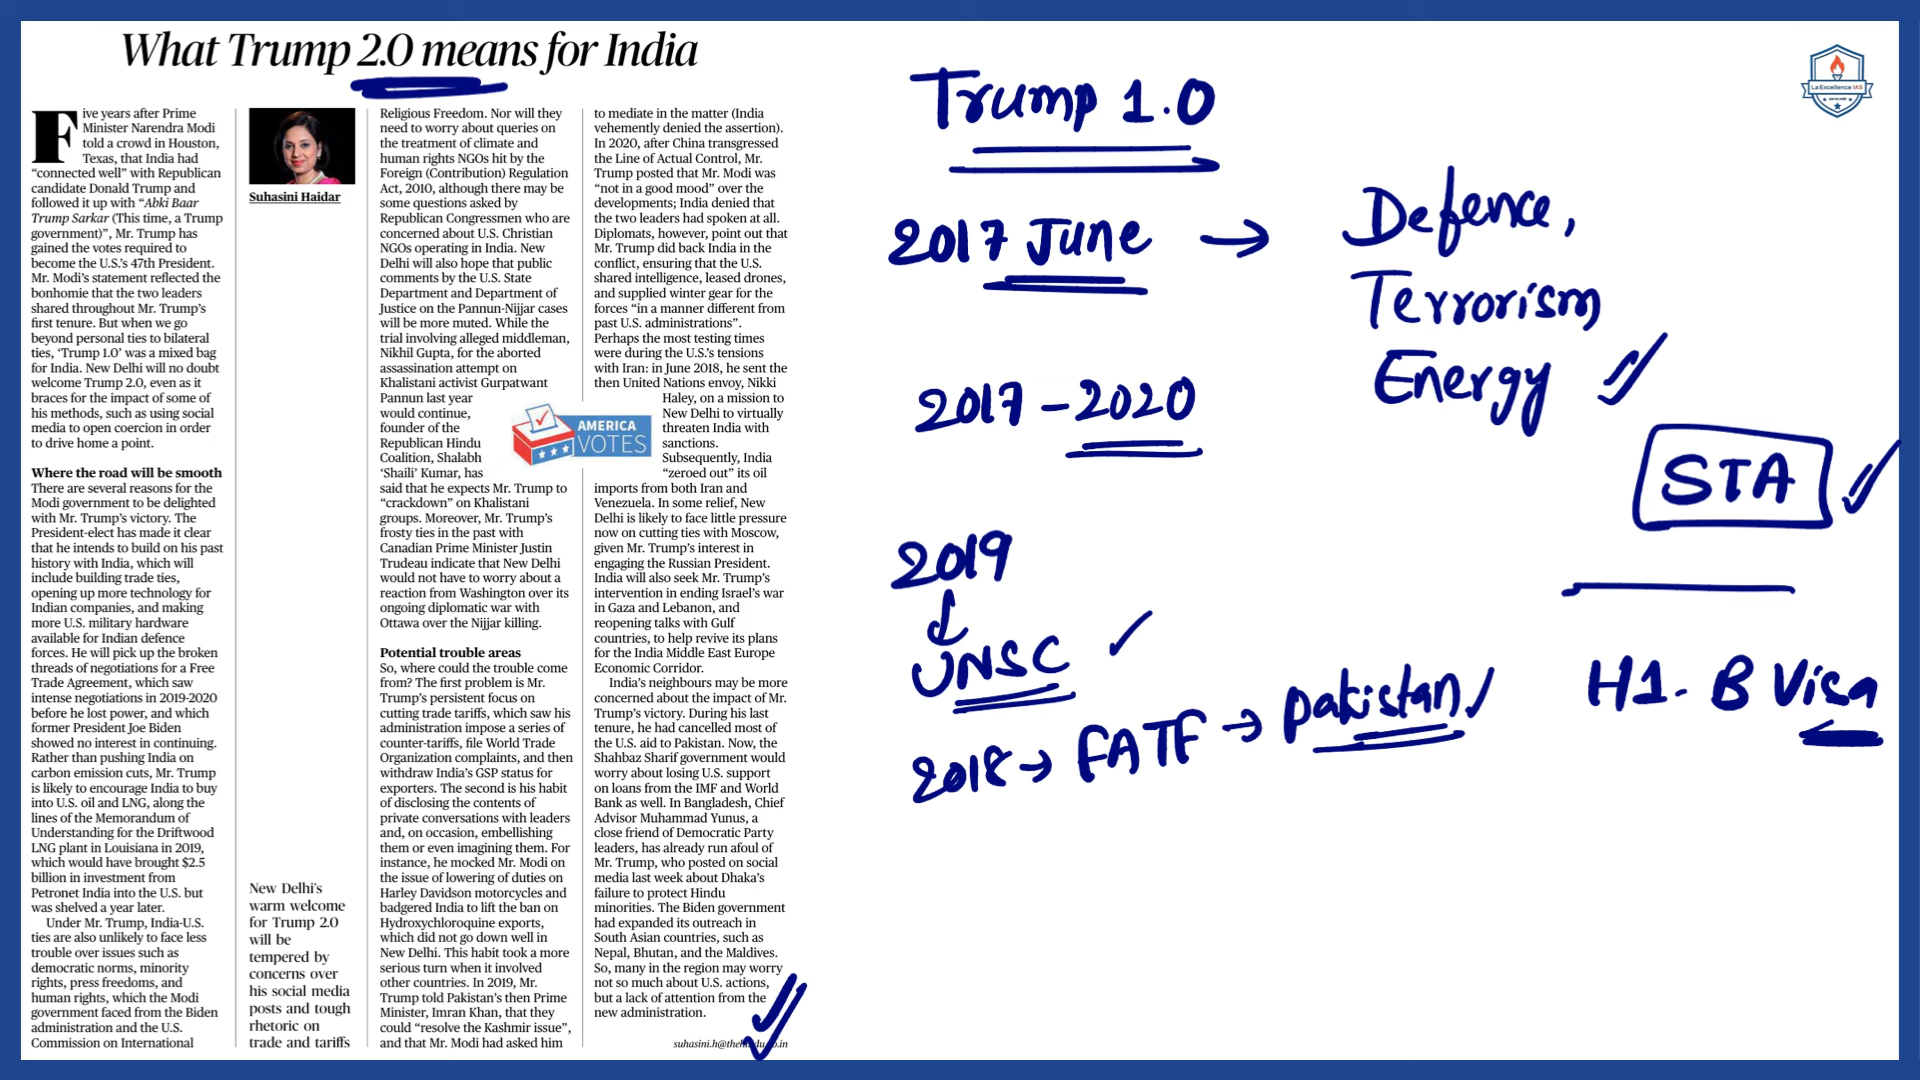 What Trump 2.0 means for India
Five years after Prime
Minister Narendra Modi
told a crowd in Houston,
Texas, that India had
“connected well” with Republican
candidate Donald Trump and
followed it up with “Abki Baar
Trump Sarkar (This time, a Trump
government)”, Mr. Trump has
gained the votes required to
become the U.S.’s 47th President.
Mr. Modi’s statement reflected the
bonhomie that the two leaders
shared throughout Mr. Trump’s
first tenure. But when we go
beyond personal ties to bilateral
ties, ‘Trump 1.0’ was a mixed bag
for India. New Delhi will no doubt
welcome Trump 2.0, even as it
braces for the impact of some of
his methods, such as using social
media to open coercion in order
to drive home a point.
Where the road will be smooth
There are several reasons for the
Modi government to be delighted
with Mr. Trump’s victory. The
President-elect has made it clear
that he intends to build on his past
history with India, which will
include building trade ties,
opening up more technology for
Indian companies, and making
more U.S. military hardware
available for Indian defence
forces. He will pick up the broken
threads of negotiations for a Free
Trade Agreement, which saw
intense negotiations in 2019-2020
before he lost power, and which
former President Joe Biden
showed no interest in continuing.
Rather than pushing India on
carbon emission cuts, Mr. Trump
is likely to encourage India to buy
into U.S. oil and LNG, along the
lines of the Memorandum of
Understanding for the Driftwood
LNG plant in Louisiana in 2019,
which would have brought $2.5
billion in investment from
Petronet India into the U.S. but
was shelved a year later.
Under Mr. Trump, India-U.S.
ties are also unlikely to face less
trouble over issues such as
democratic norms, minority
rights, press freedoms, and
human rights, which the Modi
government faced from the Biden
administration and the U.S.
Commission on International
Suhasini Haidar
New Delhi’s
warm welcome
for Trump 2.0
will be
tempered by
concerns over
his social media
posts and tough
rhetoric on
trade and tariffs
Religious Freedom. Nor will they
need to worry about queries on
the treatment of climate and
human rights NGOs hit by the
Foreign (Contribution) Regulation
Act, 2010, although there may be
some questions asked by
Republican Congressmen who are
concerned about U.S. Christian
NGOs operating in India. New
Delhi will also hope that public
comments by the U.S. State
Department and Department of
Justice on the Pannun-Nijjar cases
will be more muted. While the
trial involving alleged middleman,
Nikhil Gupta, for the aborted
assassination attempt on
Khalistani activist Gurpatwant
Pannun last year
would continue,
founder of the
Republican Hindu
Coalition, Shalabh
‘Shaili’ Kumar, has
said that he expects Mr. Trump to
“crackdown” on Khalistani
groups. Moreover, Mr. Trump’s
frosty ties in the past with
Canadian Prime Minister Justin
Trudeau indicate that New Delhi
would not have to worry about a
reaction from Washington over its
ongoing diplomatic war with
Ottawa over the Nijjar killing.
Potential trouble areas
So, where could the trouble come
from? The first problem is Mr.
Trump’s persistent focus on
cutting trade tariffs, which saw his
administration impose a series of
counter-tariffs, file World Trade
Organization complaints, and then
withdraw India’s GSP status for
exporters. The second is his habit
of disclosing the contents of
private conversations with leaders
and, on occasion, embellishing
them or even imagining them. For
instance, he mocked Mr. Modi on
the issue of lowering of duties on
Harley Davidson motorcycles and
badgered India to lift the ban on
Hydroxychloroquine exports,
which did not go down well in
New Delhi. This habit took a more
serious turn when it involved
other countries. In 2019, Mr.
Trump told Pakistan’s then Prime
Minister, Imran Khan, that they
could “resolve the Kashmir issue”,
and that Mr. Modi had asked him
AMERICA
VOTES
to mediate in the matter (India
vehemently denied the assertion).
In 2020, after China transgressed
the Line of Actual Control, Mr.
Trump posted that Mr. Modi was
“not in a good mood” over the
developments; India denied that
the two leaders had spoken at all.
Diplomats, however, point out that
Mr. Trump did back India in the
conflict, ensuring that the U.S.
shared intelligence, leased drones,
and supplied winter gear for the
forces “in a manner different from
past U.S. administrations”.
Perhaps the most testing times
were during the U.S.’s tensions
with Iran: in June 2018, he sent the
then United Nations envoy, Nikki
Haley, on a mission to
New Delhi to virtually
threaten India with
sanctions.
Subsequently, India
“zeroed out” its oil
imports from both Iran and
Venezuela. In some relief, New
Delhi is likely to face little pressure
now on cutting ties with Moscow,
given Mr. Trump’s interest in
engaging the Russian President.
India will also seek Mr. Trump’s
intervention in ending Israel’s war
in Gaza and Lebanon, and
reopening talks with Gulf
countries, to help revive its plans
for the India Middle East Europe
Economic Corridor.
India’s neighbours may be more
concerned about the impact of Mr.
Trump’s victory. During his last
tenure, he had cancelled most of
the U.S. aid to Pakistan. Now, the
Shahbaz Sharif government would
worry about losing U.S. support
on loans from the IMF and World
Bank as well. In Bangladesh, Chief
Advisor Muhammad Yunus, a
close friend of Democratic Party
leaders, has already run afoul of
Mr. Trump, who posted on social
media last week about Dhaka’s
failure to protect Hindu
minorities. The Biden government
had expanded its outreach in
South Asian countries, such as
Nepal, Bhutan, and the Maldives.
So, many in the region may worry
not so much about U.S. actions,
but a lack of attention from the
new administration.
Trump 1.0
2017 June → Defence,
Terrorism
Energy
2017 - 2020
STA
2019
UNSC
2018 → FATF → Pakistan
H1-B Visa
La Excellence IAS